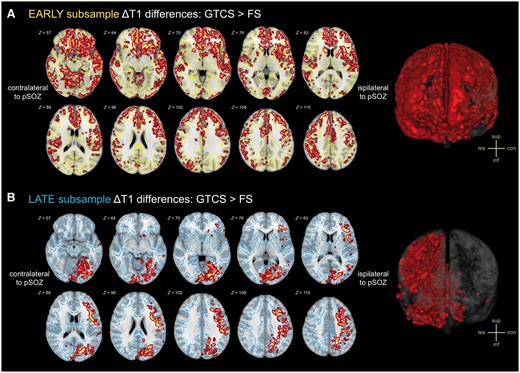 A EARLY subsample ΔT1 differences: GTCS > FS
Z = 57 Z = 64 Z = 70 Z = 76 Z = 83
contralateral
to pSOZ
ispilateral
to pSOZ
Z = 89 Z = 96 Z = 102 Z = 109 Z = 115
sup
les con
inf
B LATE subsample ΔT1 differences: GTCS > FS
Z = 57 Z = 64 Z = 70 Z = 76 Z = 83
contralateral
to pSOZ
ispilateral
to pSOZ
Z = 89 Z = 96 Z = 102 Z = 109 Z = 115
sup
les con
inf